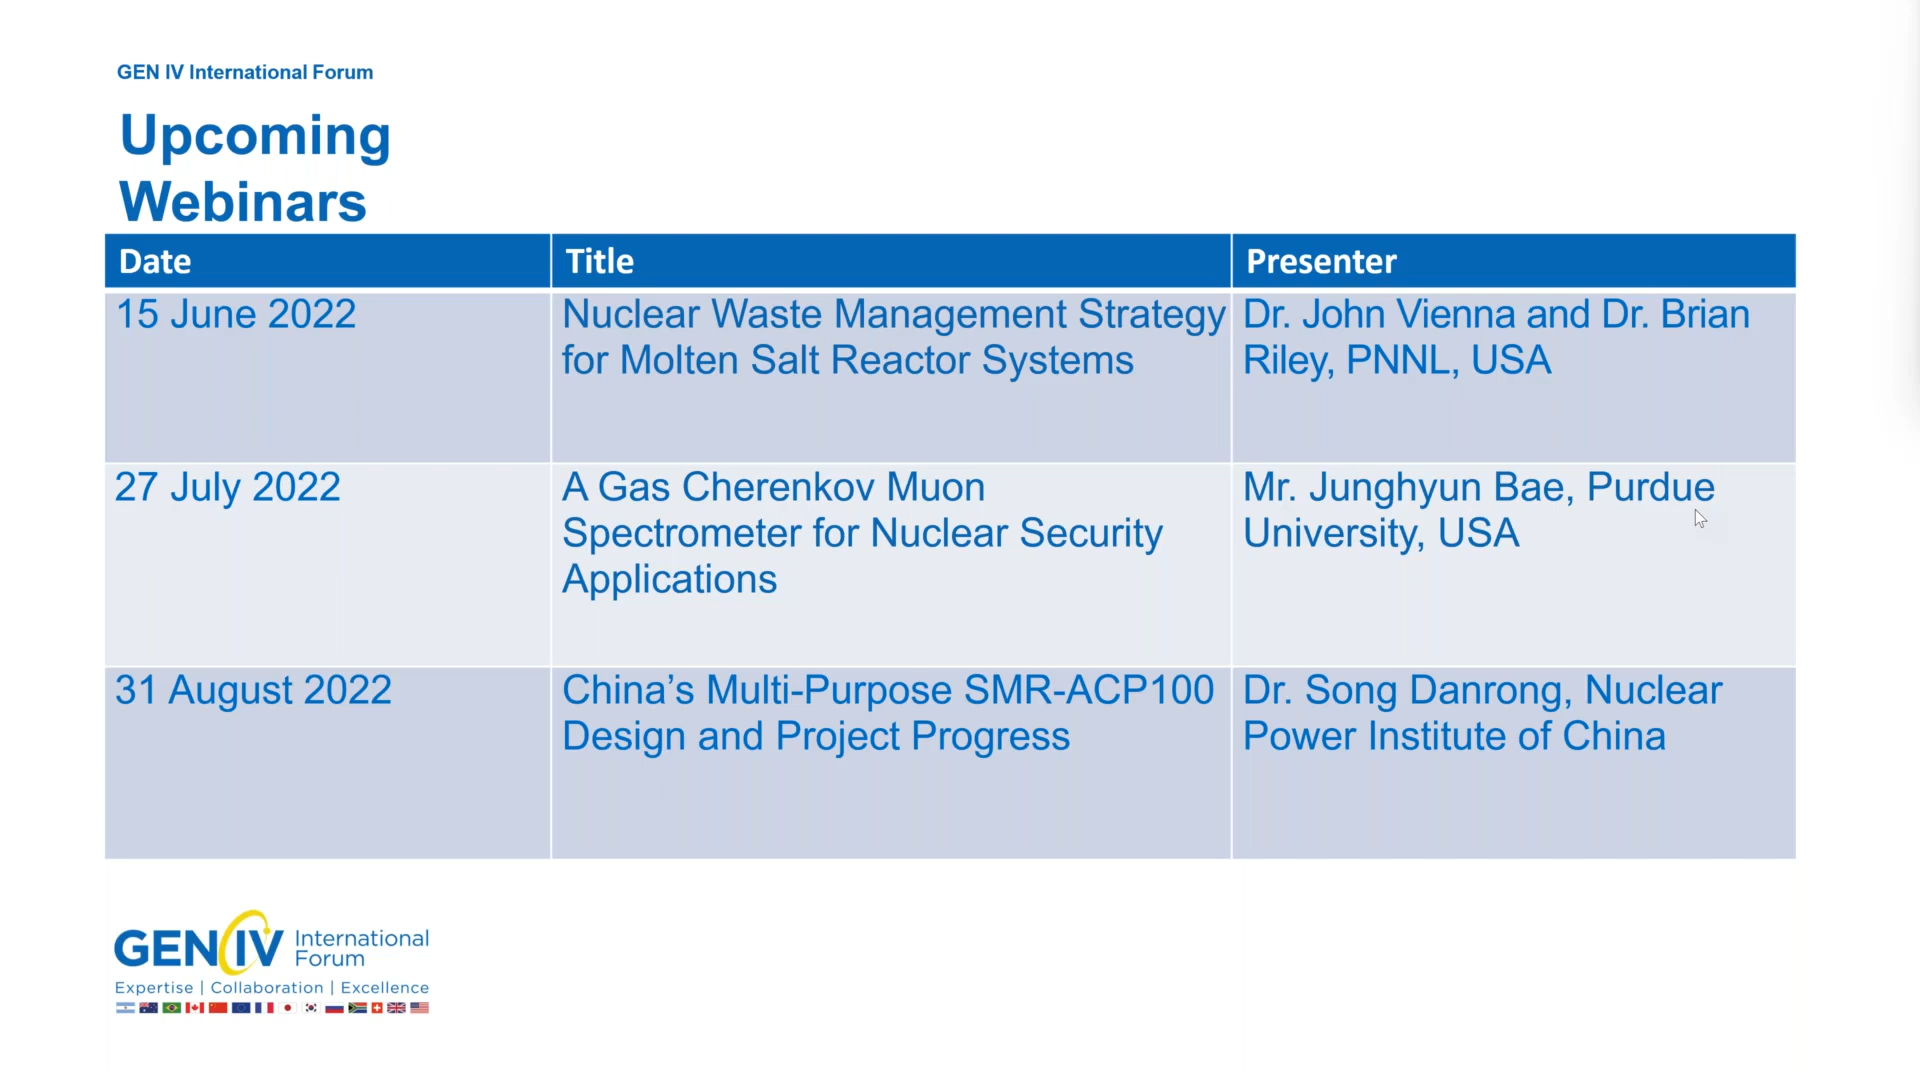 GEN IV International Forum
Upcoming
Webinars
Date
Title
Presenter
15 June 2022
Nuclear Waste Management Strategy
for Molten Salt Reactor Systems
Dr. John Vienna and Dr. Brian
Riley, PNNL, USA
27 July 2022
A Gas Cherenkov Muon
Spectrometer for Nuclear Security
Applications
Mr. Junghyun Bae, Purdue
University, USA
31 August 2022
China’s Multi-Purpose SMR-ACP100
Design and Project Progress
Dr. Song Danrong, Nuclear
Power Institute of China
GEN IV International
Forum
Expertise | Collaboration | Excellence